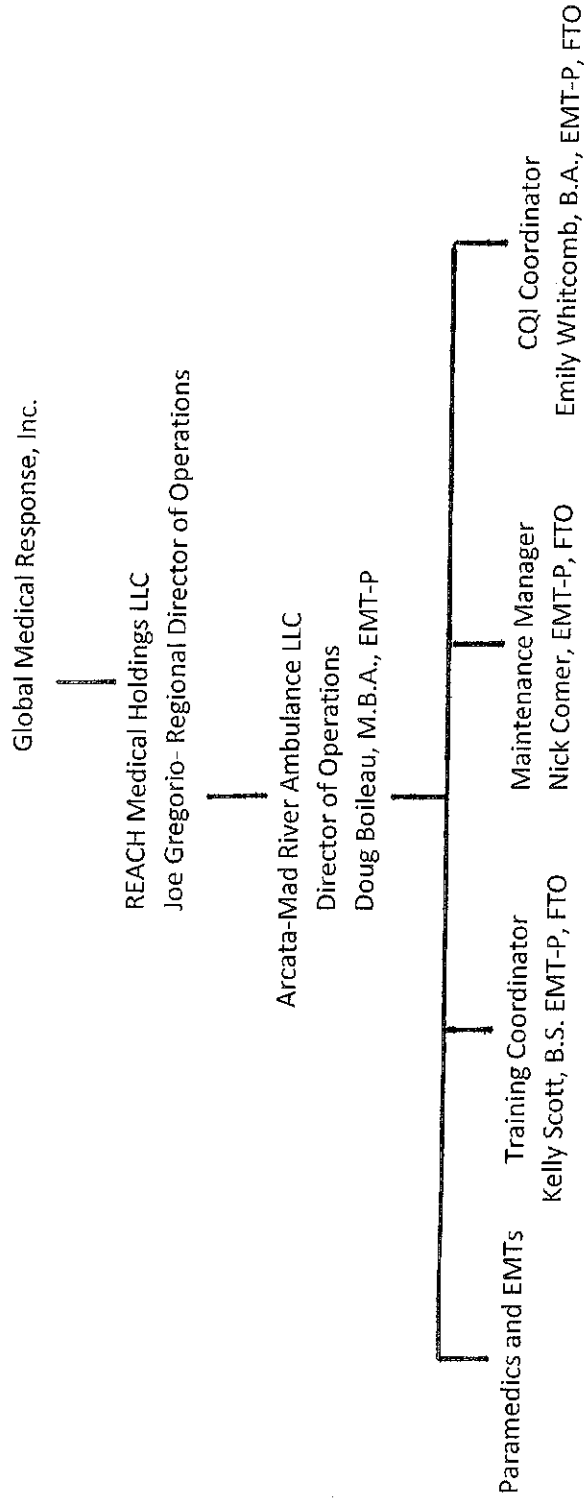 Global Medical Response, Inc.
REACH Medical Holdings LLC
Joe Gregorio- Regional Director of Operations
Arcata-Mad River Ambulance LLC
Director of Operations
Doug Boileau, M.B.A., EMT-P
Paramedics and EMTs
Training Coordinator
Kelly Scott, B.S. EMT-P, FTO
Maintenance Manager
Nick Comer, EMT-P, FTO
CQI Coordinator
Emily Whitcomb, B.A., EMT-P, FTO